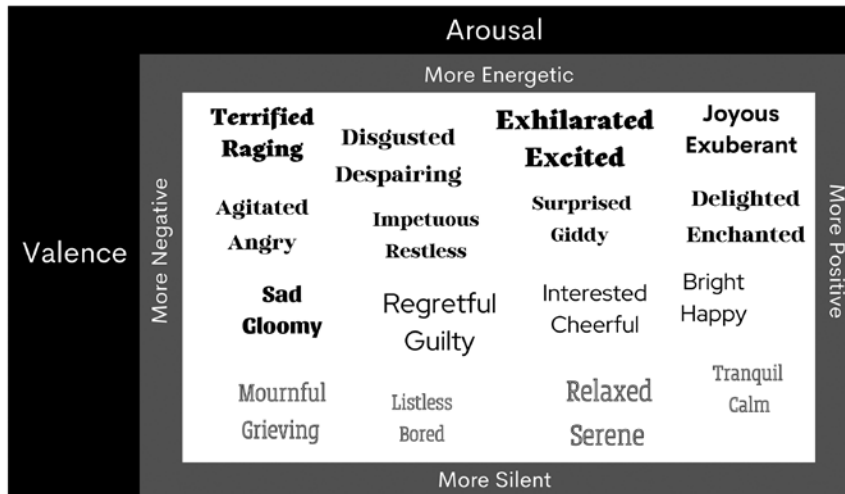 Arousal
More Energetic
Valence
More Negative
More Positive
Terrified
Raging
Disgusted
Despairing
Exhilarated
Excited
Joyous
Exuberant
Agitated
Angry
Impetuous
Restless
Surprised
Giddy
Delighted
Enchanted
Sad
Gloomy
Regretful
Guilty
Interested
Cheerful
Bright
Happy
Mournful
Grieving
Listless
Bored
Relaxed
Serene
Tranquil
Calm
More Silent